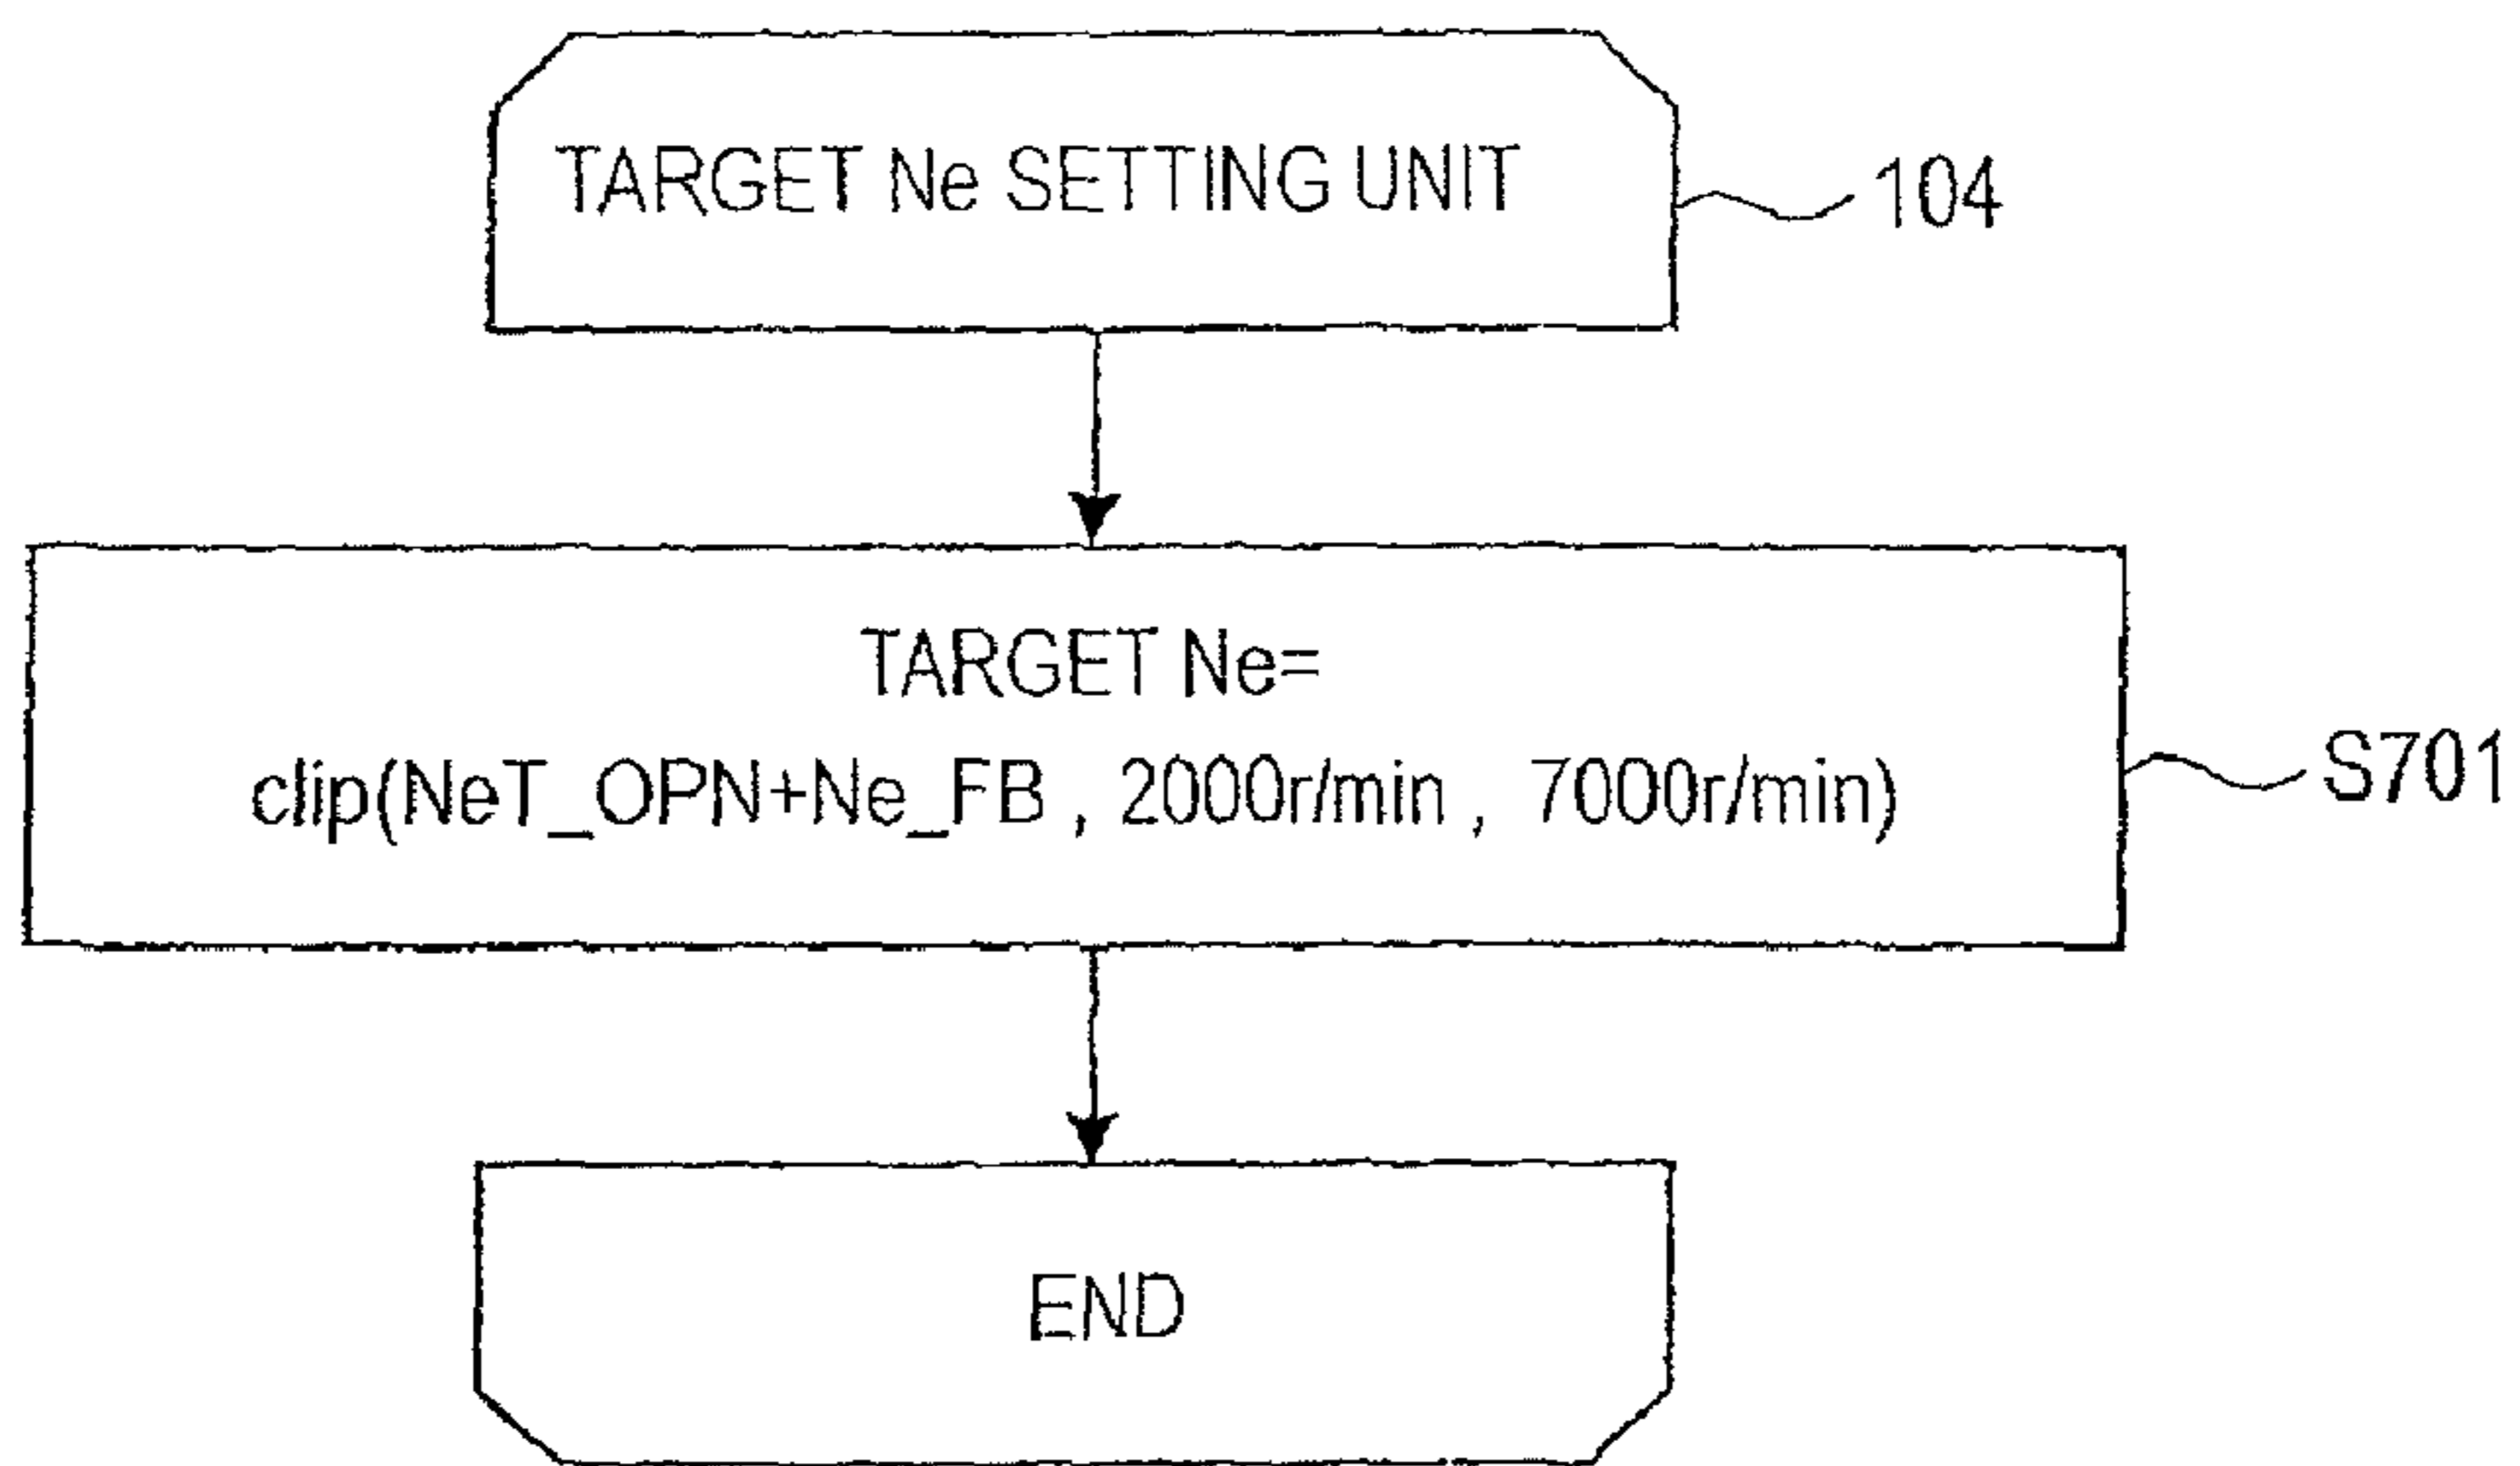 TARGET Ne SETTING UNIT
104
TARGET Ne=
clip(NeT_OPN+Ne_FB , 2000r/min , 7000r/min)
S701
END